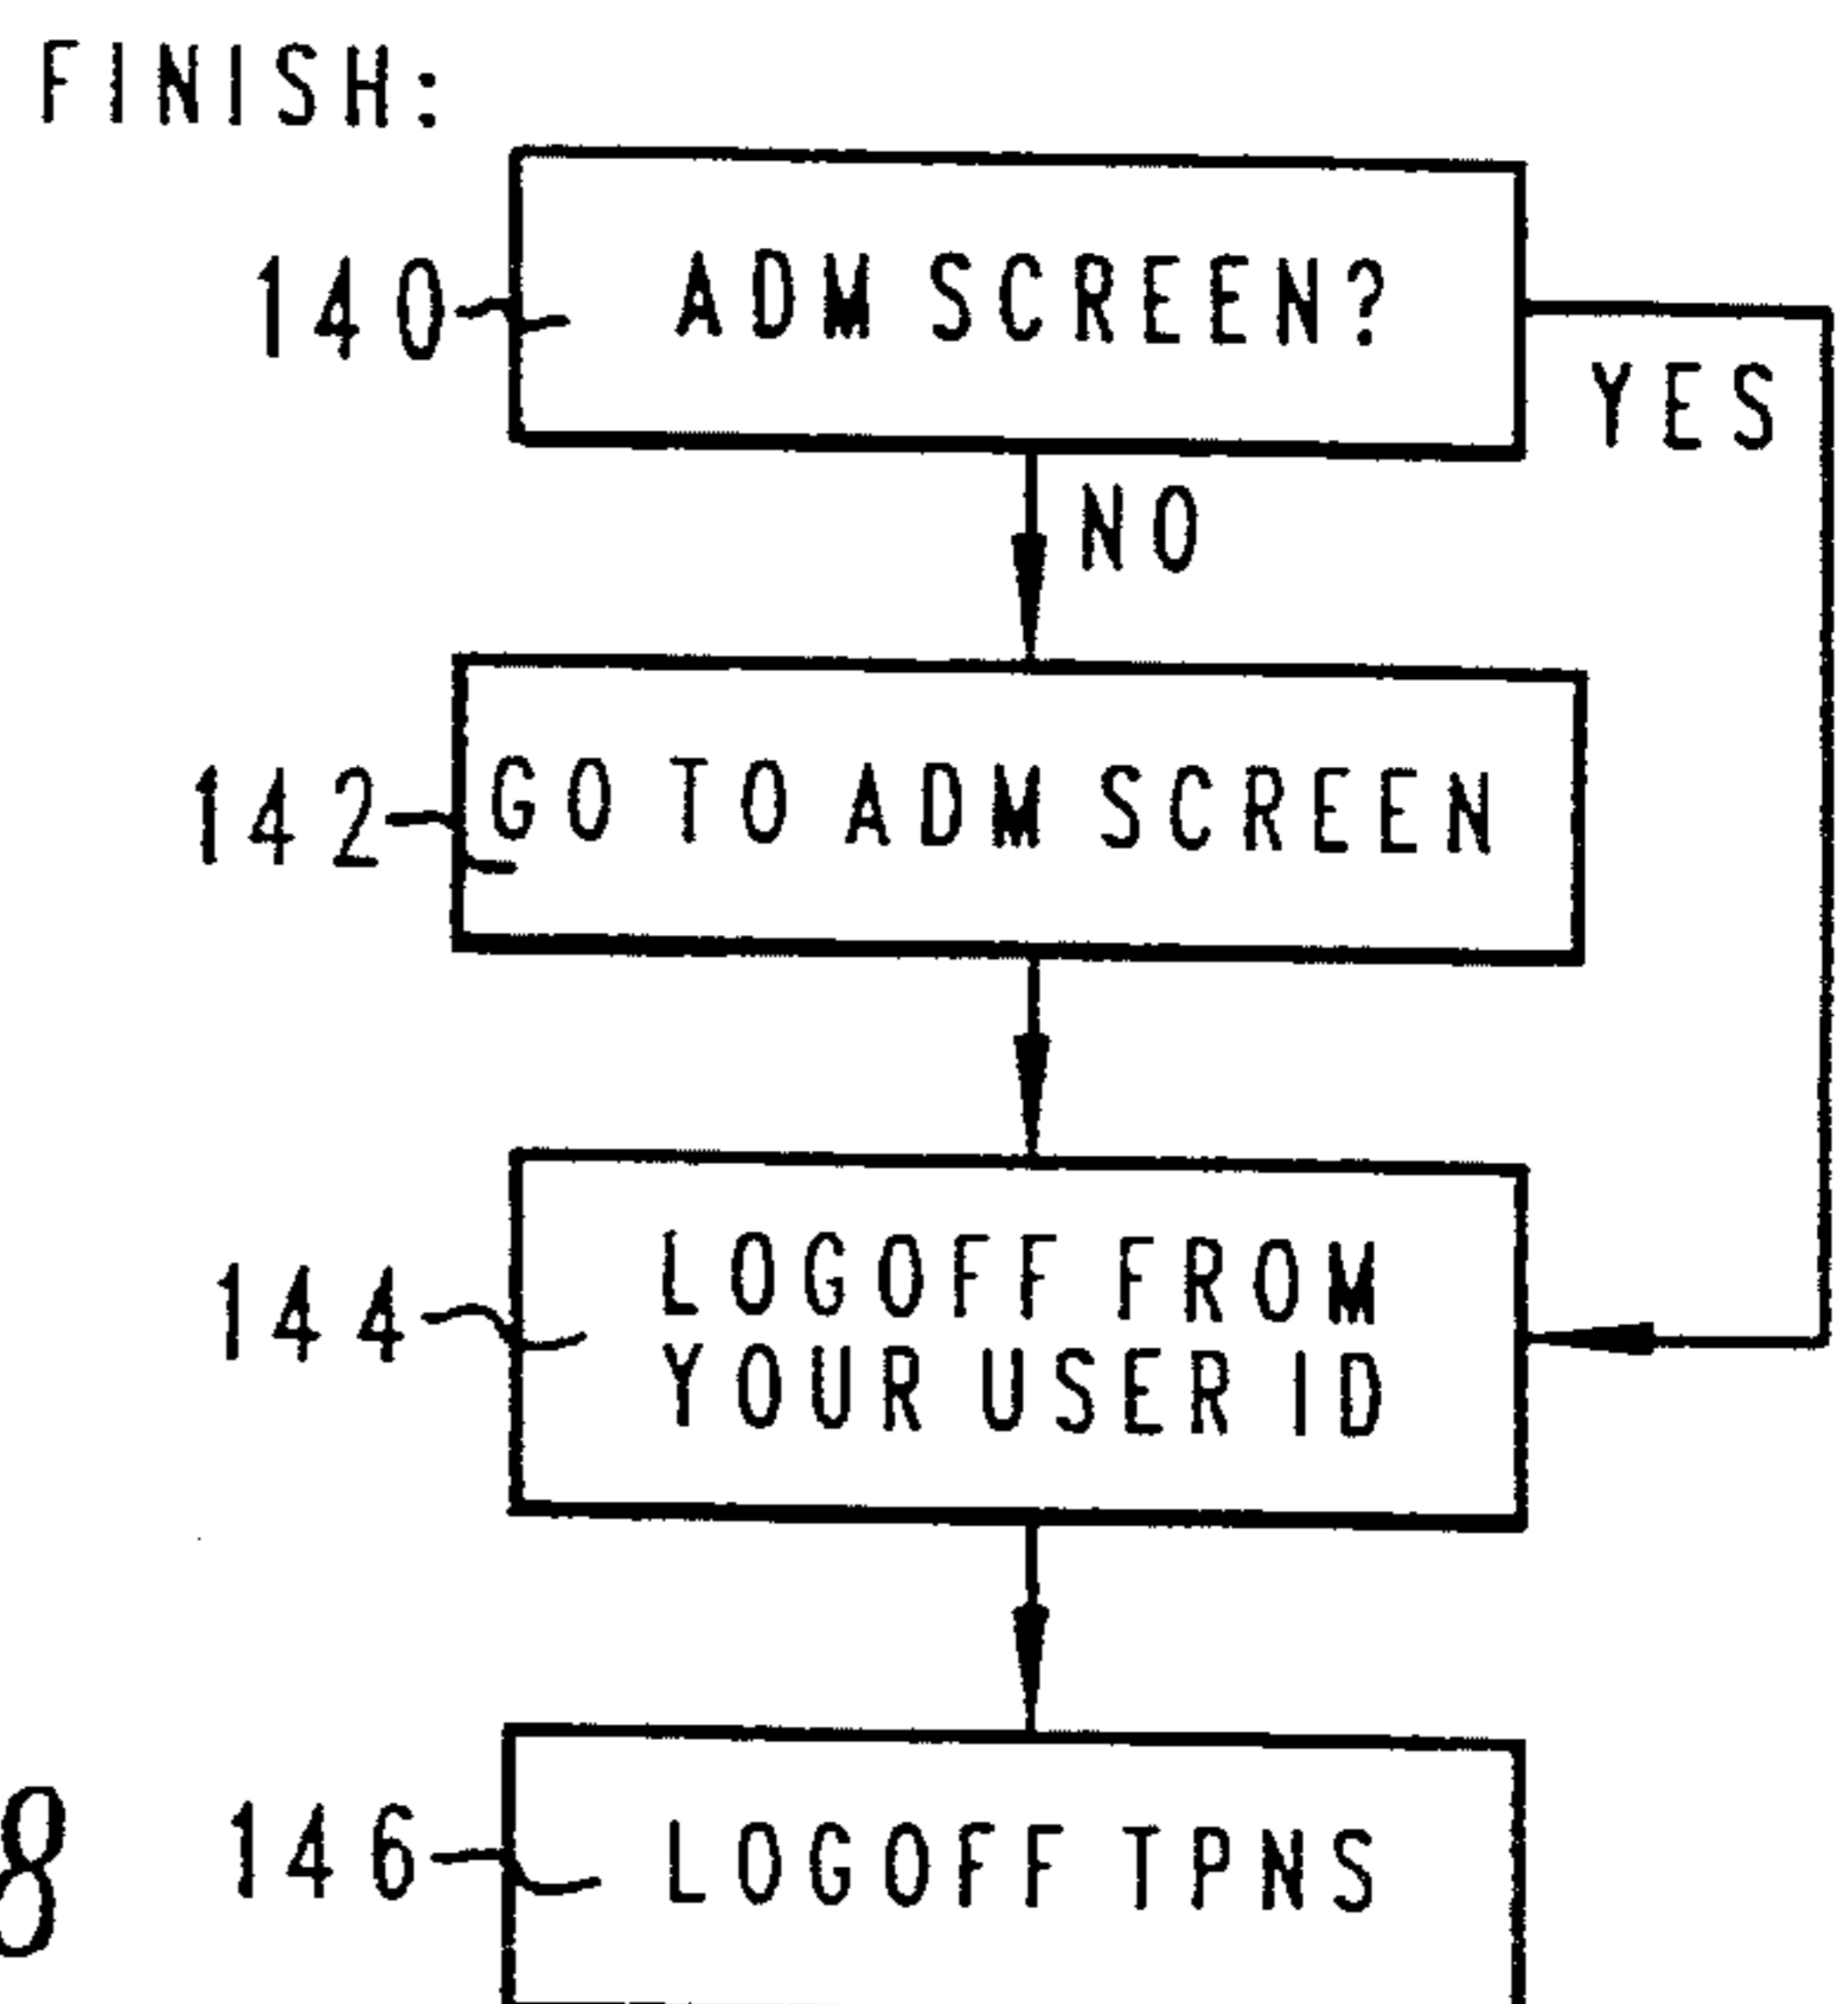 FINISH:
140
ADM SCREEN?
YES
NO
142
GO TO ADM SCREEN
144
LOGOFF FROM
YOUR USER ID
8
146
LOGOFF TPNS